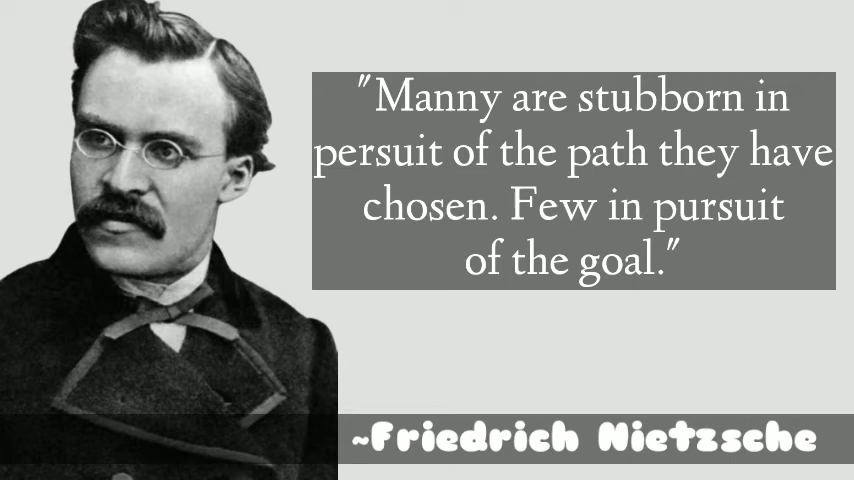 "Manny are stubborn in
persuit of the path they have
chosen. Few in pursuit
of the goal."
~Friedrich Nietzsche